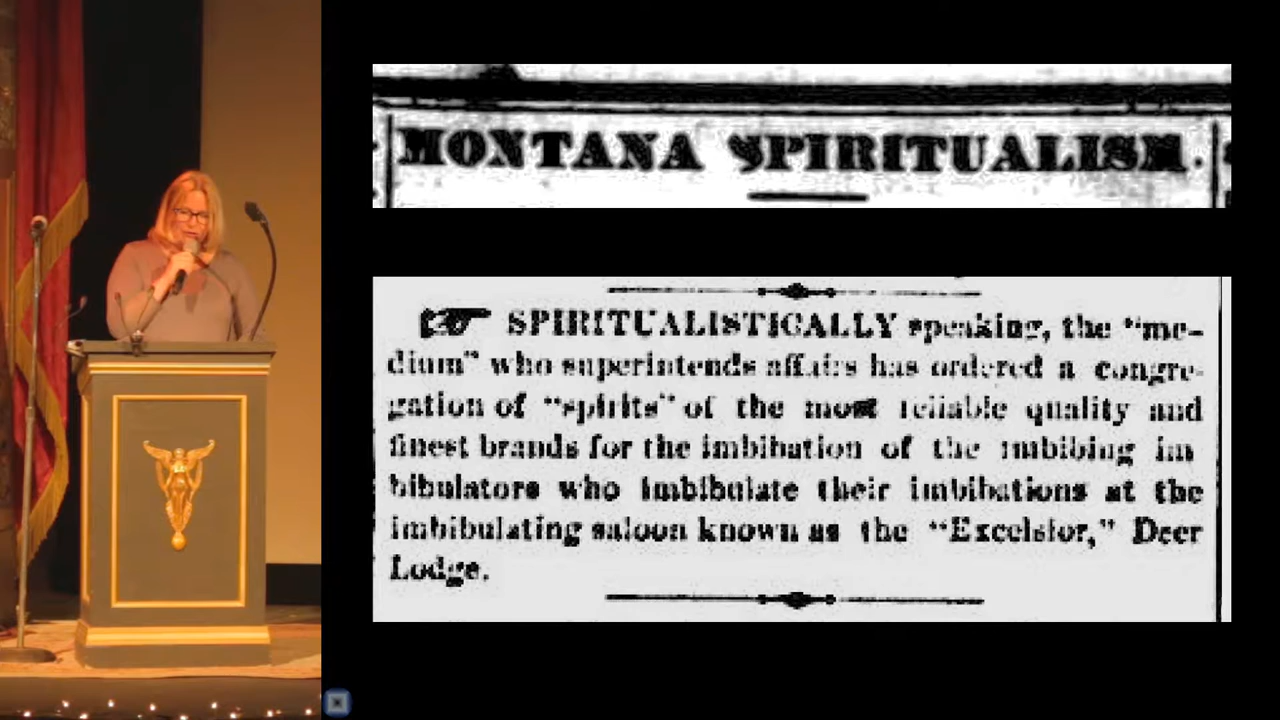 MONTANA SPIRITUALISM.
☞ SPIRITUALISTICALLY speaking, the "me-
dium" who superintends affairs has ordered a congre-
gation of "spirits" of the most reliable quality and
finest brands for the imbibation of the imbibing im
bibulators who imbibulate their imbibations at the
imbibulating saloon known as the "Excelsior," Deer
Lodge.